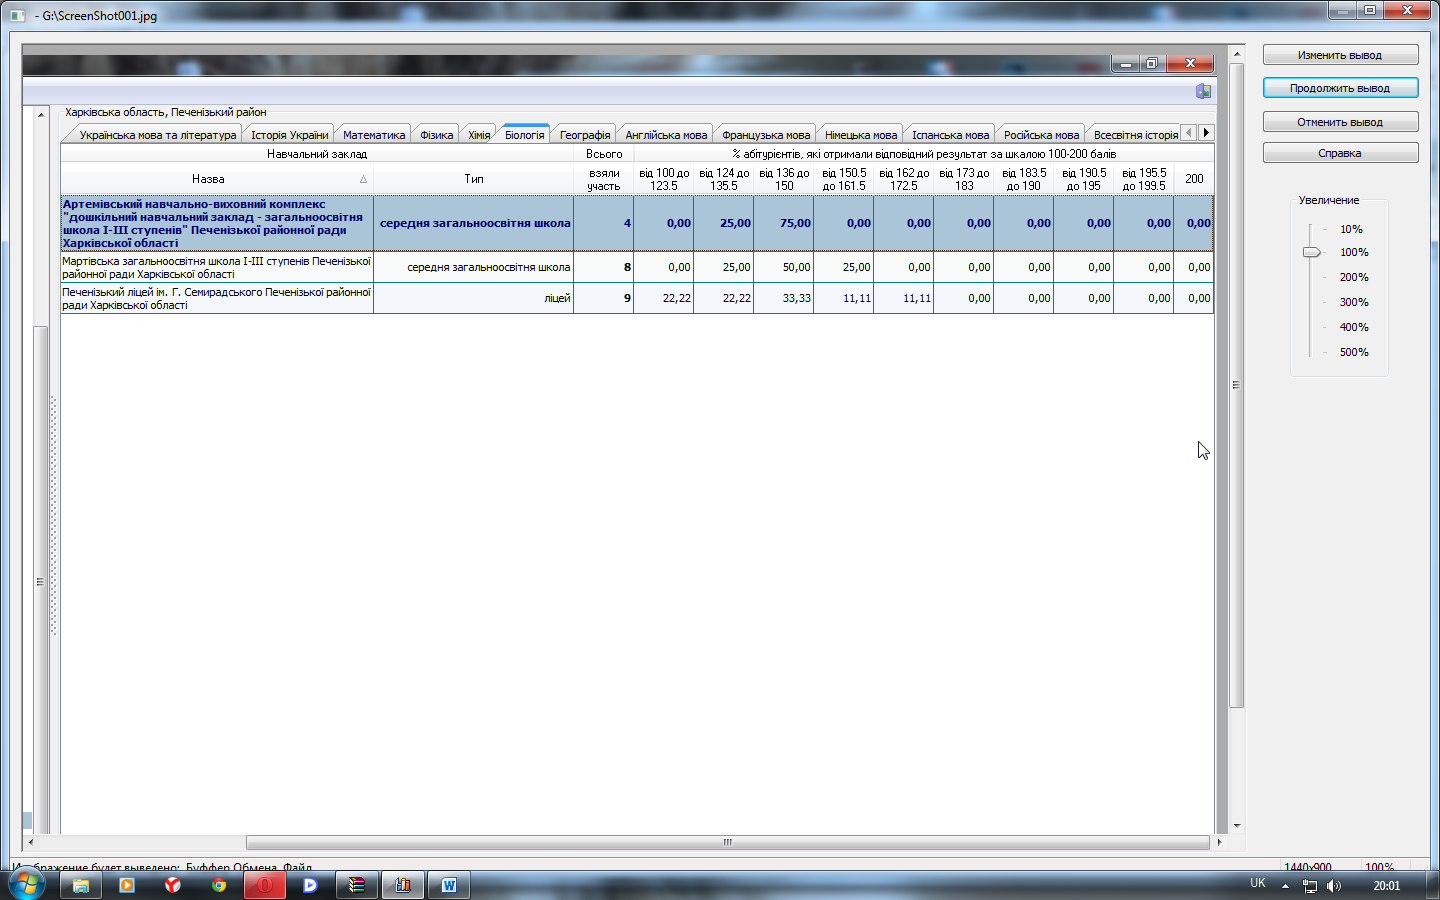 - G:\ScreenShot001.jpg
Изменить вывод
Продолжить вывод
Отменить вывод
Справка
Увеличение
10%
100%
200%
300%
400%
500%
Харківська область, Печенізький район
Українська мова та література
Історія України
Математика
Фізика
Хімія
Біологія
Географія
Англійська мова
Французька мова
Німецька мова
Іспанська мова
Російська мова
Всесвітня історія
Навчальний заклад
Всього
% абітурієнтів, які отримали відповідний результат за шкалою 100-200 балів
Назва
Тип
взяли
участь
від 100 до
123.5
від 124 до
135.5
від 136 до
150
від 150.5
до 161.5
від 162 до
172.5
від 173 до
183
від 183.5
до 190
від 190.5
до 195
від 195.5
до 199.5
200
Артемівський навчально-виховний комплекс
"дошкільний навчальний заклад - загальноосвітня
школа І-ІІІ ступенів" Печенізької районної ради
Харківської області
середня загальноосвітня школа
4
0,00
25,00
75,00
0,00
0,00
0,00
0,00
0,00
0,00
0,00
Мартівська загальноосвітня школа І-ІІІ ступенів Печенізької
районної ради Харківської області
середня загальноосвітня школа
8
0,00
25,00
50,00
25,00
0,00
0,00
0,00
0,00
0,00
0,00
Печенізький ліцей ім. Г. Семирадського Печенізької районної
ради Харківської області
ліцей
9
22,22
22,22
33,33
11,11
11,11
0,00
0,00
0,00
0,00
0,00
Изображение будет выведено: Буффер Обмена, Файл
1440x900
100%
UK
20:01